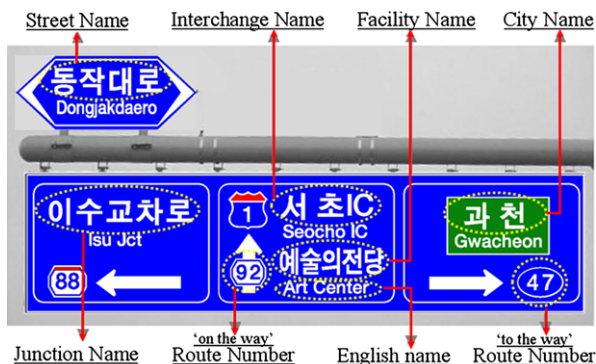 Street Name
Interchange Name
Facility Name
City Name
동작대로
Dongjakdaero
이수교차로
Isu Jct
88
1
서초IC
Seocho IC
92
예술의전당
Art Center
과천
Gwacheon
47
Junction Name
'on the way'
Route Number
English name
'to the way'
Route Number